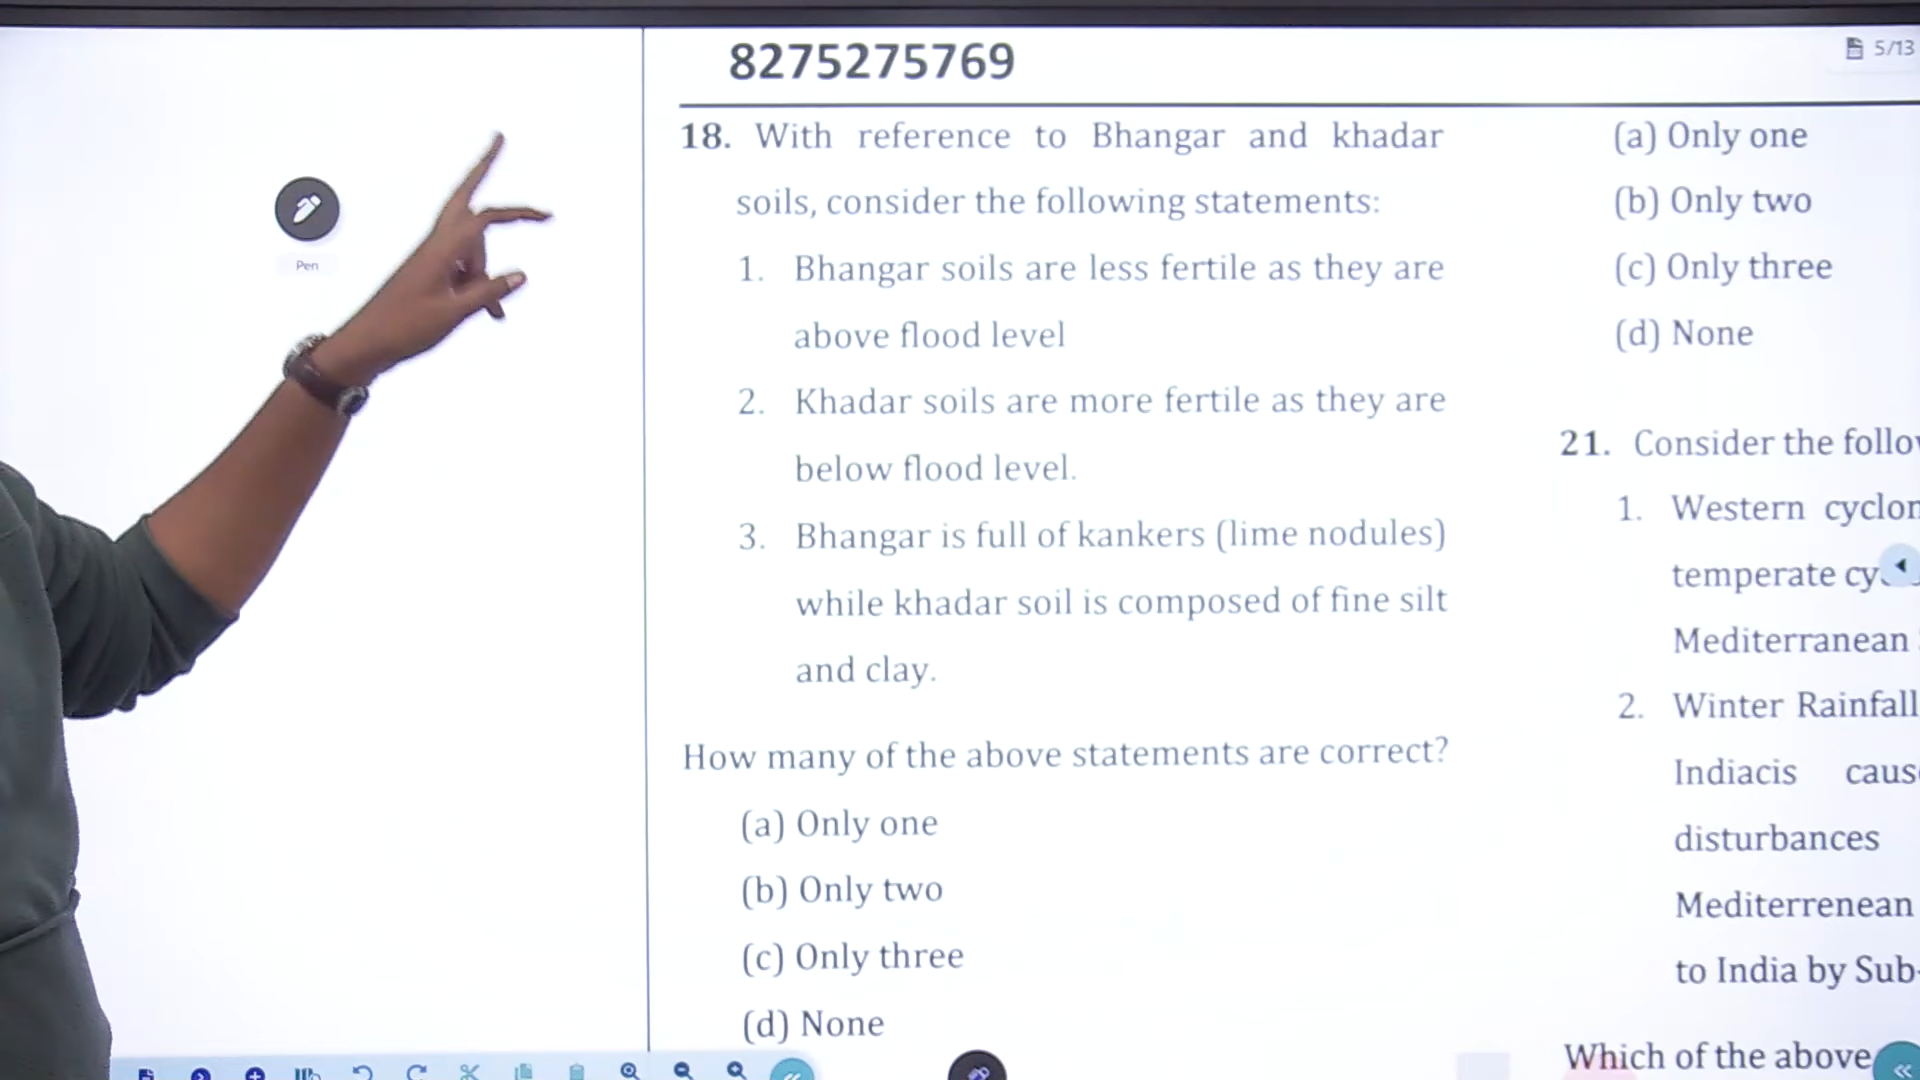 8275275769
5/13
18. With reference to Bhangar and khadar
soils, consider the following statements:
1. Bhangar soils are less fertile as they are
above flood level
2. Khadar soils are more fertile as they are
below flood level.
3. Bhangar is full of kankers (lime nodules)
while khadar soil is composed of fine silt
and clay.
How many of the above statements are correct?
(a) Only one
(b) Only two
(c) Only three
(d) None
(a) Only one
(b) Only two
(c) Only three
(d) None
21. Consider the
1. Western
temperate
Mediterranean
2. Winter Rainfall
Indiacis
disturbances
Mediterrenean
to India by Sub-
Which of the above
Pen